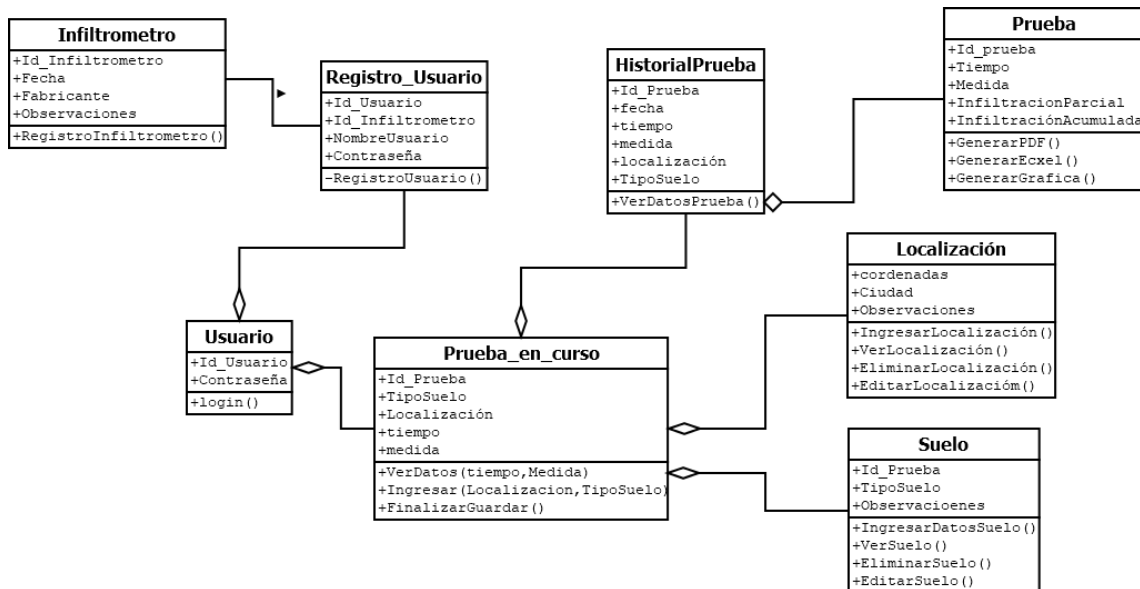 Infiltrometro
+Id_Infiltrometro
+Fecha
+Fabricante
+Observaciones
+RegistroInfiltrometro()
Registro_Usuario
+Id_Usuario
+Id_Infiltrometro
+NombreUsuario
+Contraseña
-RegistroUsuario()
HistorialPrueba
+Id_Prueba
+fecha
+tiempo
+medida
+localización
+TipoSuelo
+VerDatosPrueba()
Prueba
+Id_prueba
+Tiempo
+Medida
+InfiltracionParcial
+InfiltraciónAcumulada
+GenerarPDF()
+GenerarEcxel()
+GenerarGrafica()
Usuario
+Id_Usuario
+Contraseña
+login()
Prueba_en_curso
+Id_Prueba
+TipoSuelo
+Localización
+tiempo
+medida
+VerDatos(tiempo,Medida)
+Ingresar(Localizacion,TipoSuelo)
+FinalizarGuardar()
Localización
+cordenadas
+Ciudad
+Observaciones
+IngresarLocalización()
+VerLocalización()
+EliminarLocalización()
+EditarLocalizacióm()
Suelo
+Id_Prueba
+TipoSuelo
+Observacioenes
+IngresarDatosSuelo()
+VerSuelo()
+EliminarSuelo()
+EditarSuelo()